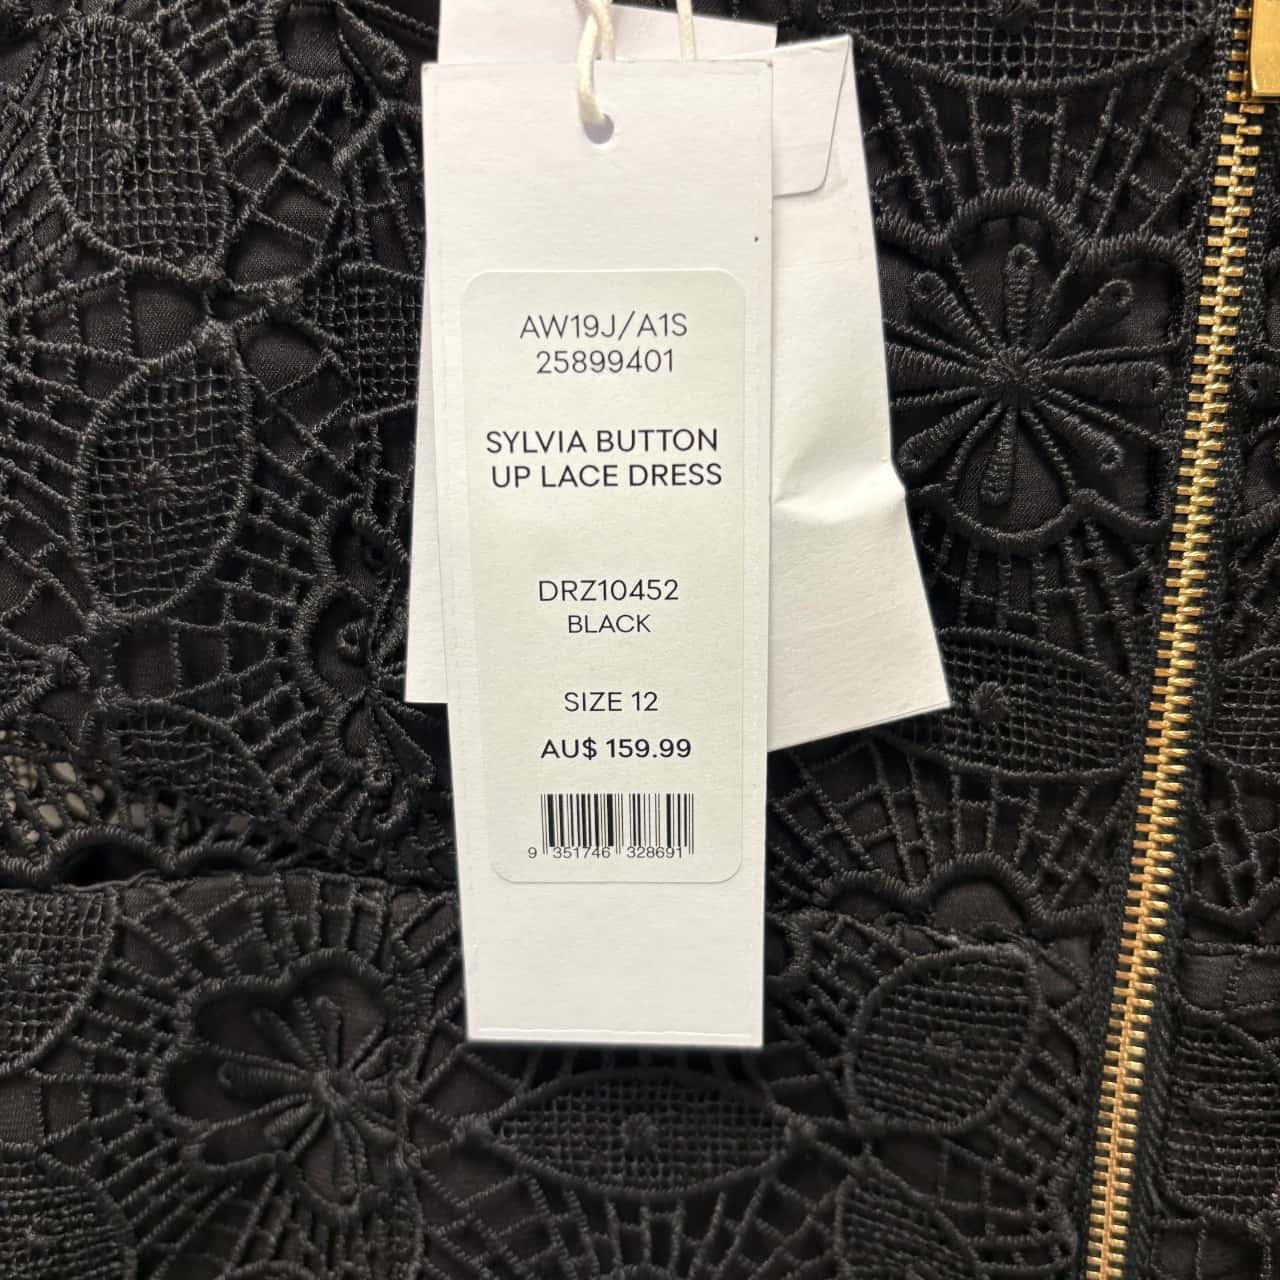 AW19J/A1S
25899401
SYLVIA BUTTON
UP LACE DRESS
DRZ10452
BLACK
SIZE 12
AU$ 159.99
9 351746 328691